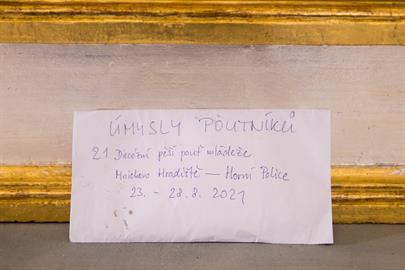 ÚMYSLY POUTNÍKŮ
21. Diecézní pěší pouť mládeže
Mnichovo Hradiště — Horní Police
23. - 28.8. 2021